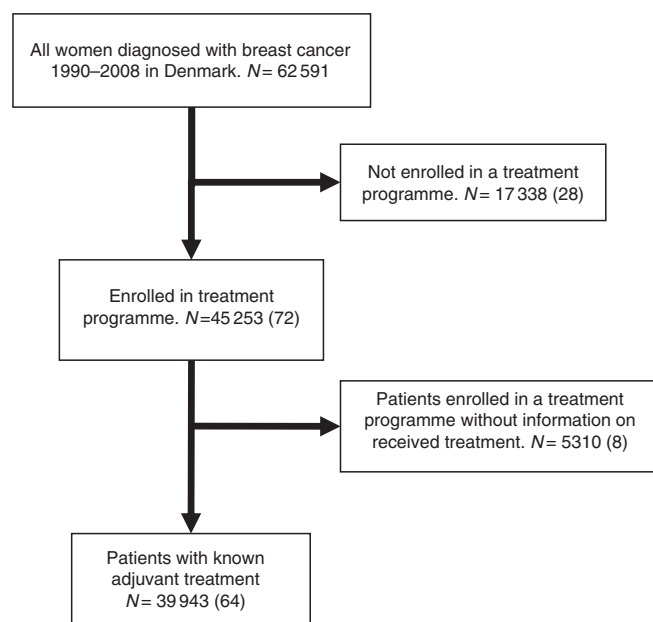 All women diagnosed with breast cancer
1990–2008 in Denmark. N= 62 591
Not enrolled in a treatment
programme. N= 17 338 (28)
Enrolled in treatment
programme. N=45 253 (72)
Patients enrolled in a treatment
programme without information on
received treatment. N= 5310 (8)
Patients with known
adjuvant treatment
N= 39 943 (64)